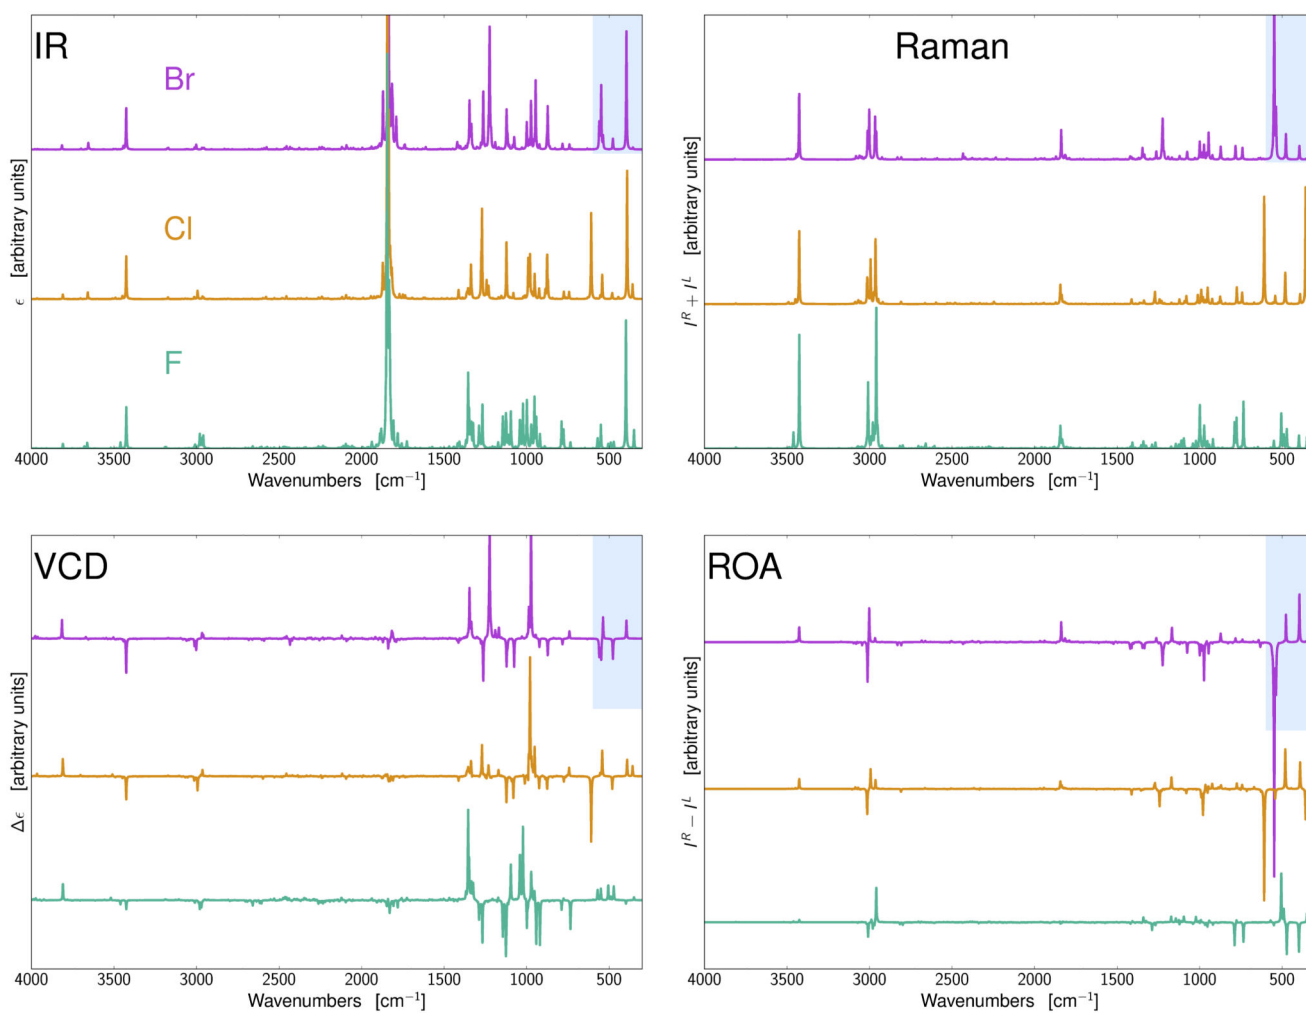 IR
Raman
Br
Cl
F
ϵ [arbitrary units]
I^R + I^L [arbitrary units]
4000 3500 3000 2500 2000 1500 1000 500
Wavenumbers [cm⁻¹]
4000 3500 3000 2500 2000 1500 1000 500
Wavenumbers [cm⁻¹]
VCD
ROA
Δϵ [arbitrary units]
I^R − I^L [arbitrary units]
4000 3500 3000 2500 2000 1500 1000 500
Wavenumbers [cm⁻¹]
4000 3500 3000 2500 2000 1500 1000 500
Wavenumbers [cm⁻¹]